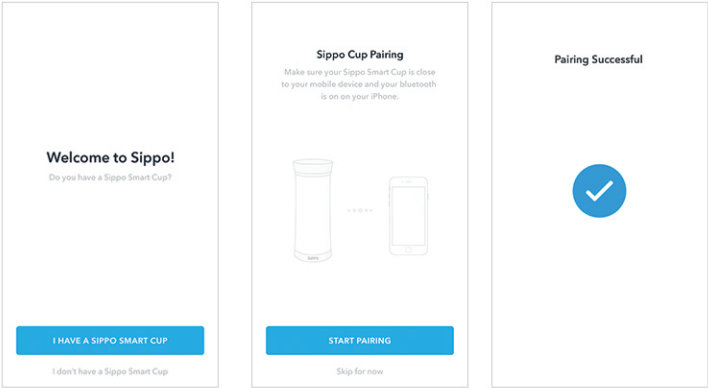 Welcome to Sippo!
Do you have a Sippo Smart Cup?
I HAVE A SIPPO SMART CUP
I don't have a Sippo Smart Cup
Sippo Cup Pairing
Make sure your Sippo Smart Cup is close
to your mobile device and your bluetooth
is on on your iPhone.
Sippo
START PAIRING
Skip for now
Pairing Successful